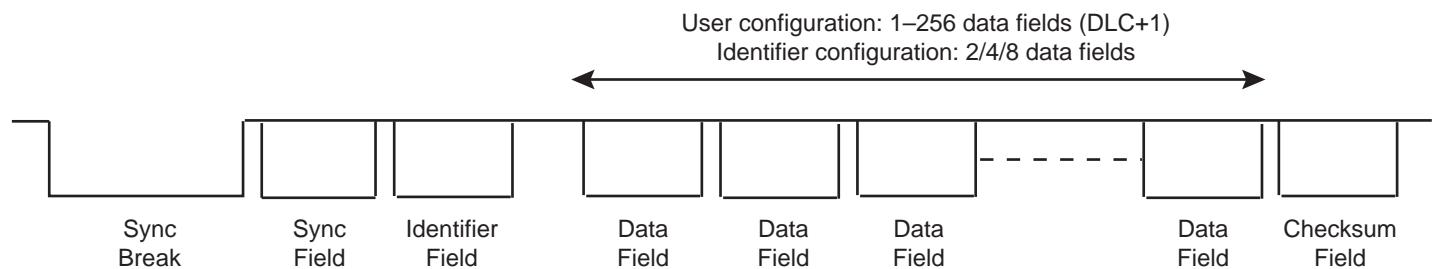 User configuration: 1–256 data fields (DLC+1)
Identifier configuration: 2/4/8 data fields
Sync
Break
Sync
Field
Identifier
Field
Data
Field
Data
Field
Data
Field
Data
Field
Checksum
Field